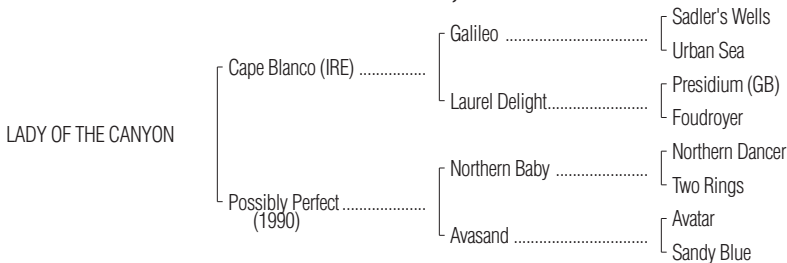 Sadler's Wells
Galileo ................................
Urban Sea
Cape Blanco (IRE) ................
Presidium (GB)
Laurel Delight.......................
Foudroyer
LADY OF THE CANYON
Northern Dancer
Northern Baby .....................
Two Rings
Possibly Perfect ....................
(1990)
Avatar
Avasand ..............................
Sandy Blue